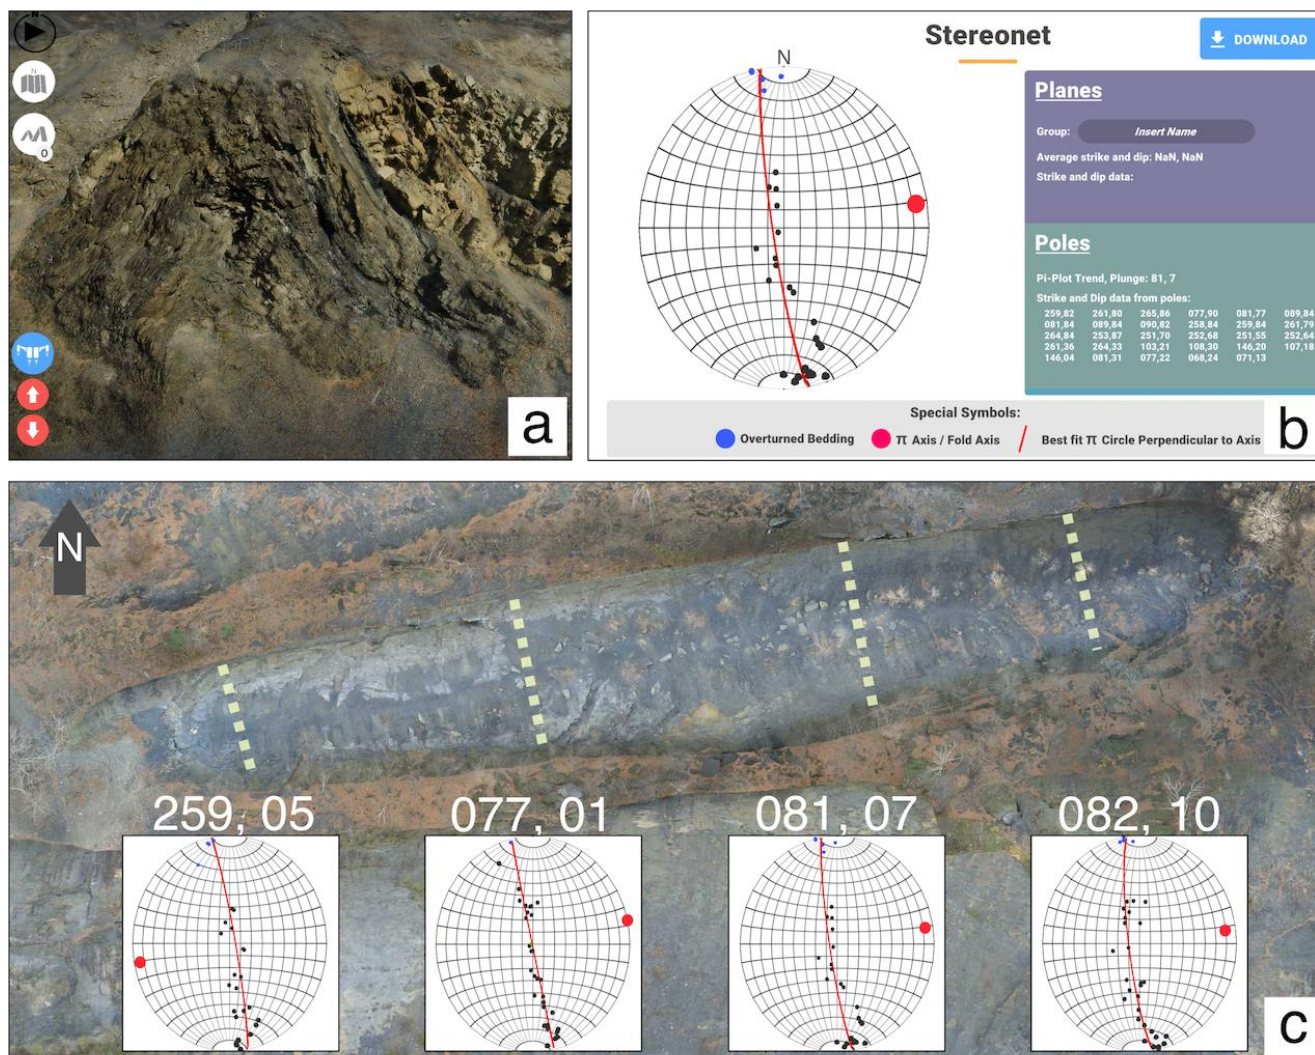 N
N
0
a
Stereonet
DOWNLOAD
N
Planes
Group: Insert Name
Average strike and dip: NaN, NaN
Strike and dip data:
Poles
Pi-Plot Trend, Plunge: 81, 7
Strike and Dip data from poles:
259,82 261,80 265,86 077,90 081,77 089,84
081,84 089,84 090,82 258,84 259,84 261,79
264,84 253,87 251,70 252,68 251,55 252,64
261,36 264,33 103,21 108,30 146,20 107,18
146,04 081,31 077,22 068,24 071,13
Special Symbols:
Overturned Bedding π Axis / Fold Axis Best fit π Circle Perpendicular to Axis
b
N
259, 05 077, 01 081, 07 082, 10
c